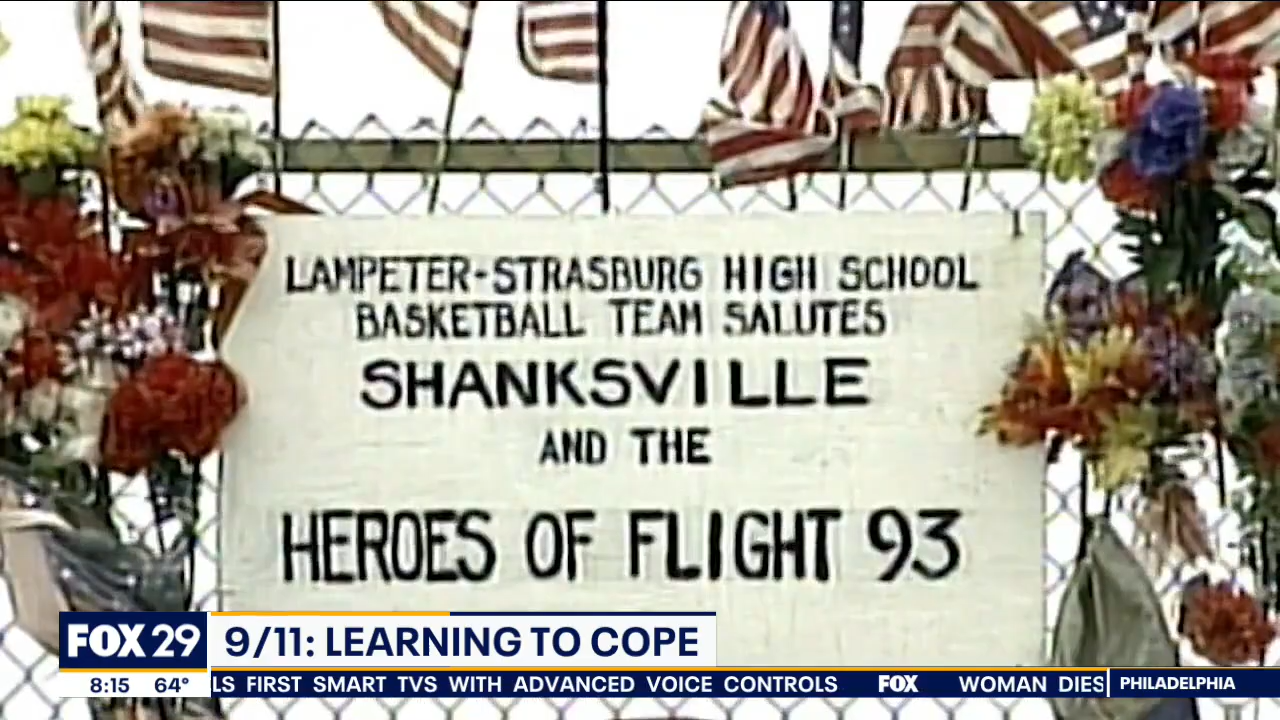 LAMPETER-STRASBURG HIGH SCHOOL
BASKETBALL TEAM SALUTES
SHANKSVILLE
AND THE
HEROES OF FLIGHT 93
FOX 29
9/11: LEARNING TO COPE
8:15 64°
LS FIRST SMART TVS WITH ADVANCED VOICE CONTROLS FOX WOMAN DIES
PHILADELPHIA